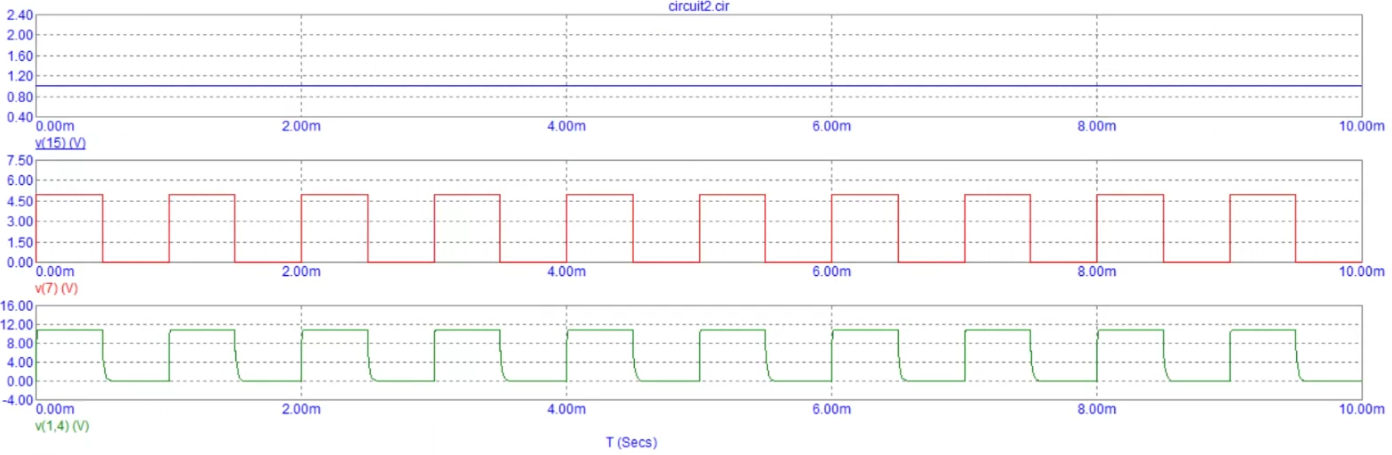 circuit2.cir
2.40
2.00
1.60
1.20
0.80
0.40
0.00m 2.00m 4.00m 6.00m 8.00m 10.00m
v(15) (V)
7.50
6.00
4.50
3.00
1.50
0.00
0.00m 2.00m 4.00m 6.00m 8.00m 10.00m
v(7) (V)
16.00
12.00
8.00
4.00
0.00
-4.00
0.00m 2.00m 4.00m 6.00m 8.00m 10.00m
v(1,4) (V)
T (Secs)